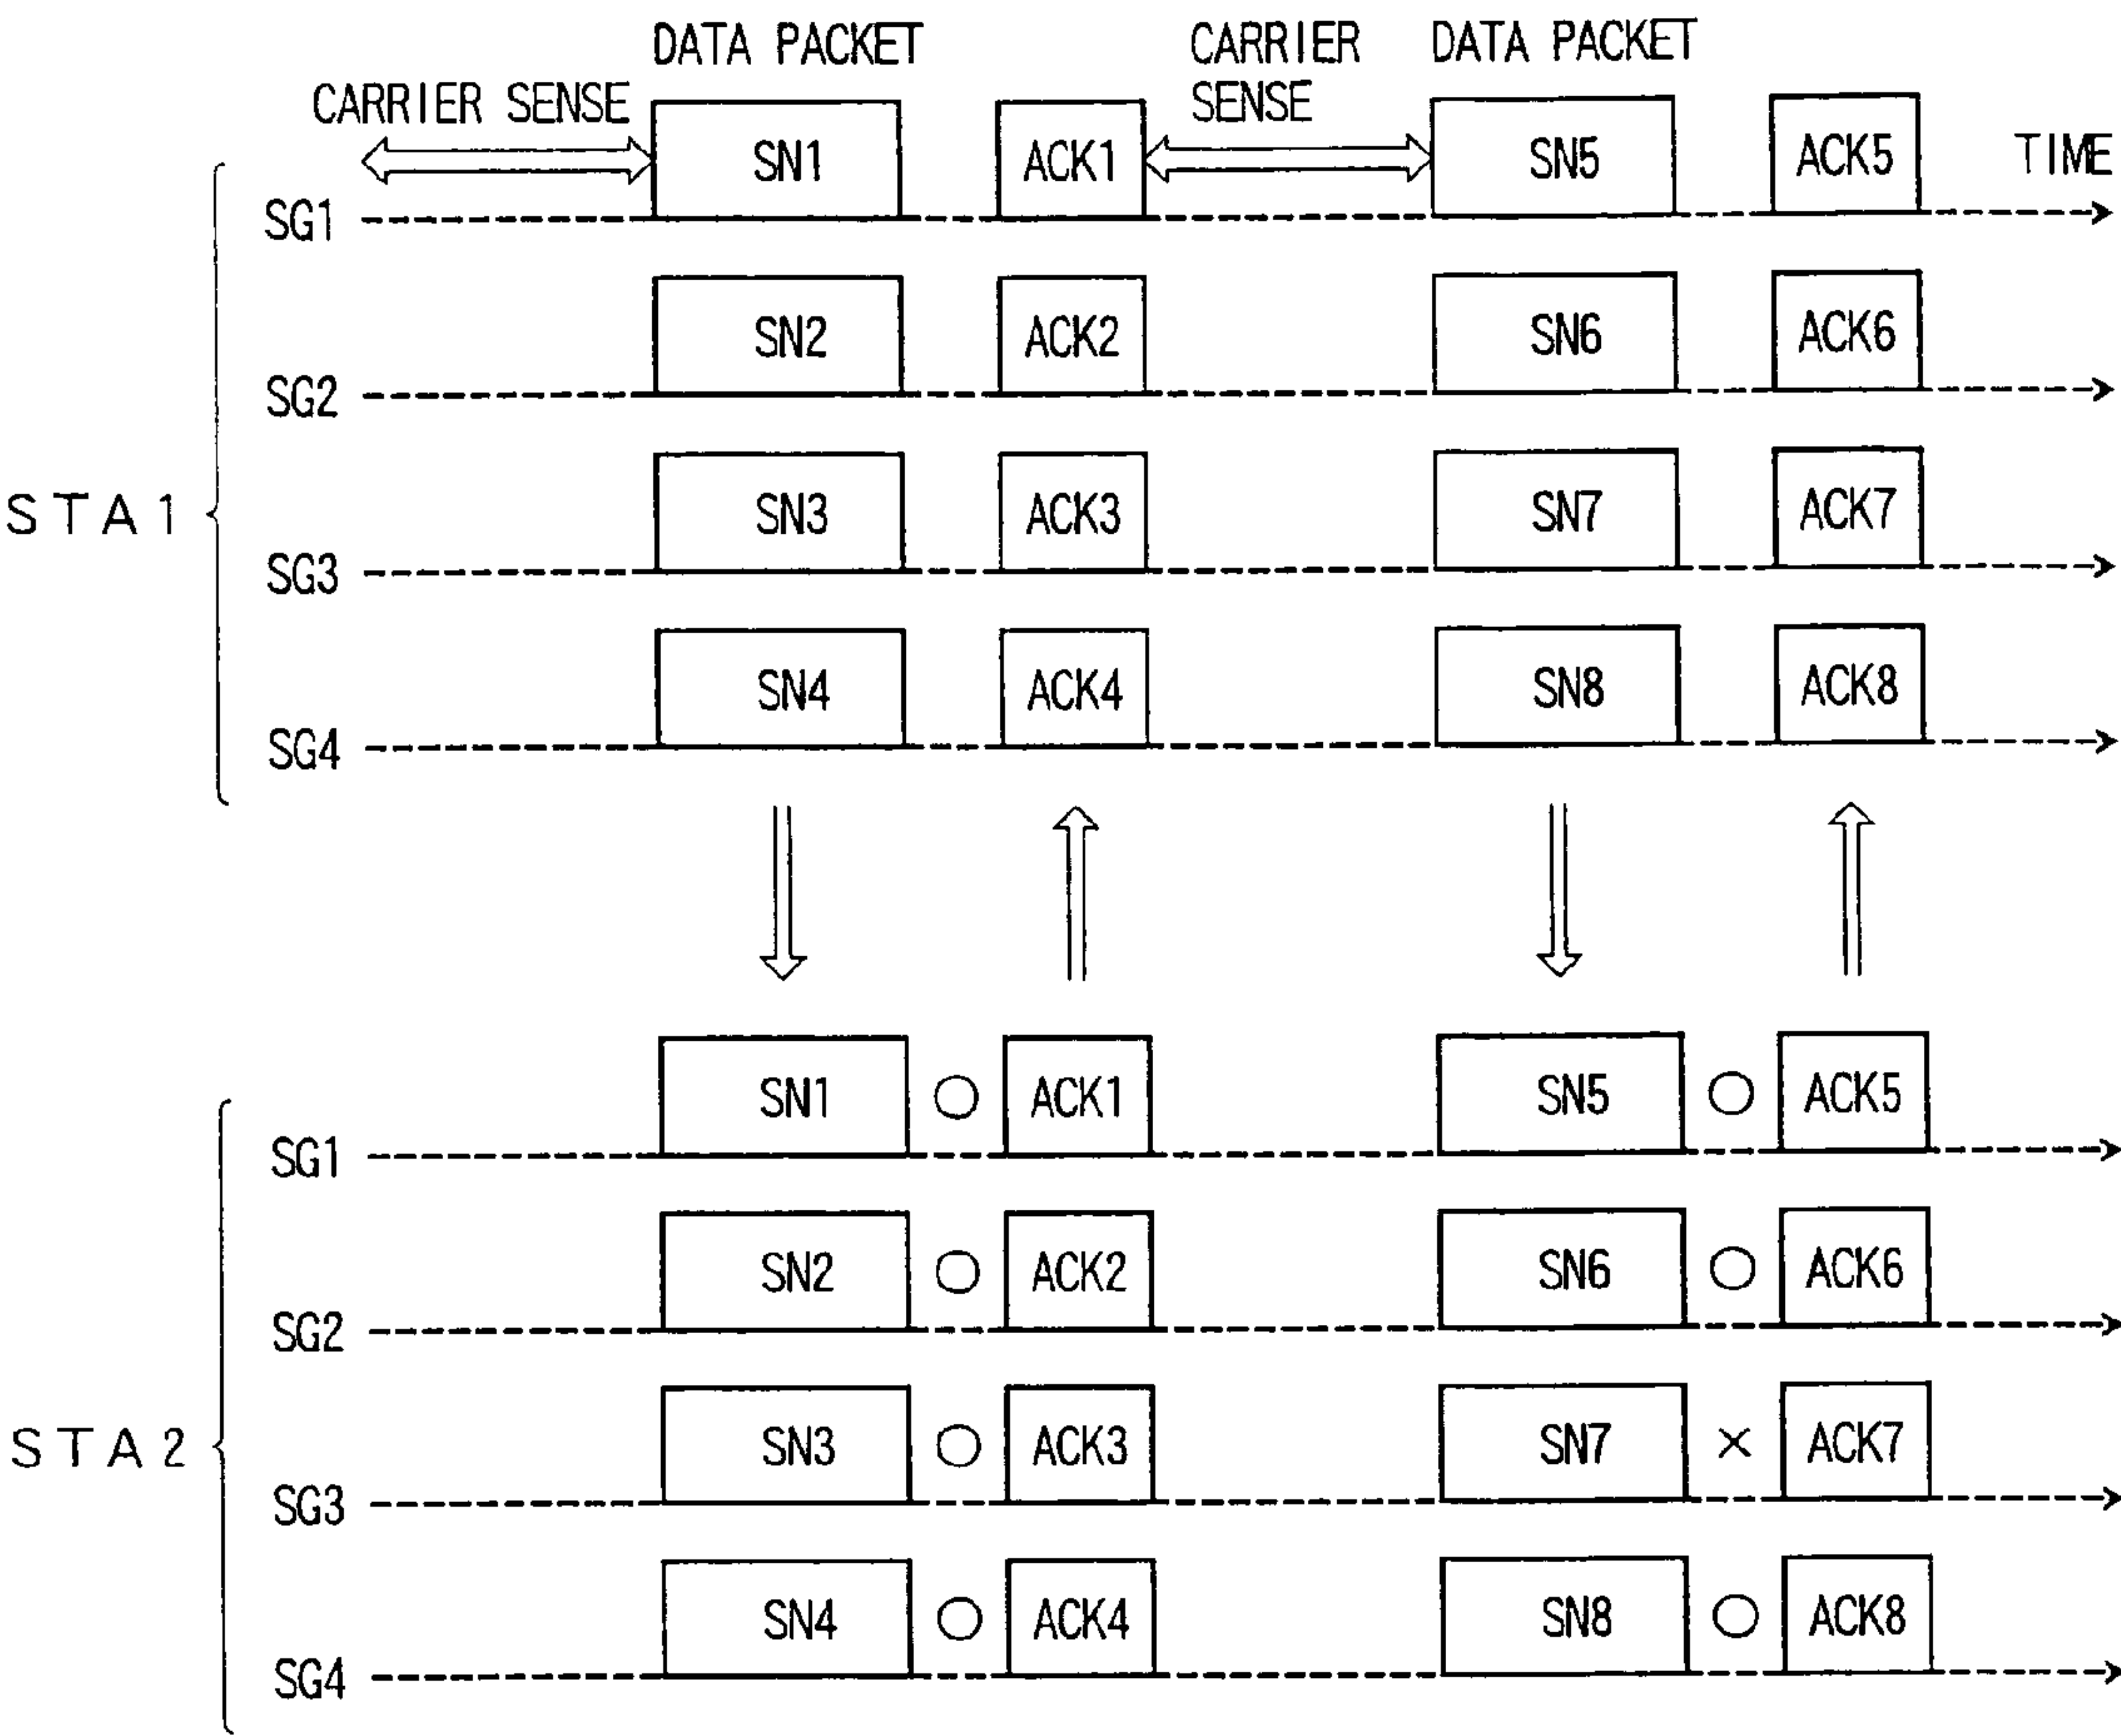 DATA PACKET
CARRIER SENSE
DATA PACKET
CARRIER SENSE
SN1
ACK1
SN5
ACK5
TIME
SG1
SN2
ACK2
SN6
ACK6
SG2
SN3
ACK3
SN7
ACK7
STA1
SG3
SN4
ACK4
SN8
ACK8
SG4
SN1
○
ACK1
SN5
○
ACK5
SG1
SN2
○
ACK2
SN6
○
ACK6
SG2
SN3
○
ACK3
SN7
×
ACK7
STA2
SG3
SN4
○
ACK4
SN8
○
ACK8
SG4